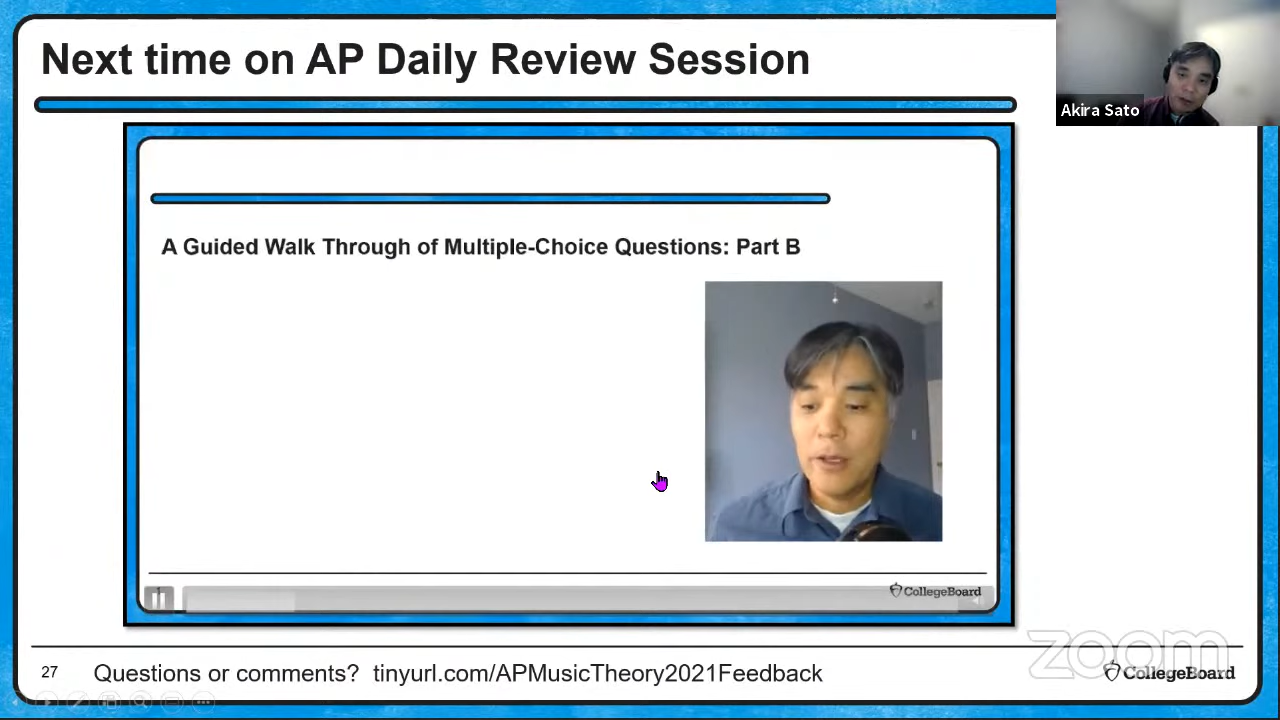 Next time on AP Daily Review Session
Akira Sato
A Guided Walk Through of Multiple-Choice Questions: Part B
CollegeBoard
zoom
27
Questions or comments? tinyurl.com/APMusicTheory2021Feedback
CollegeBoard